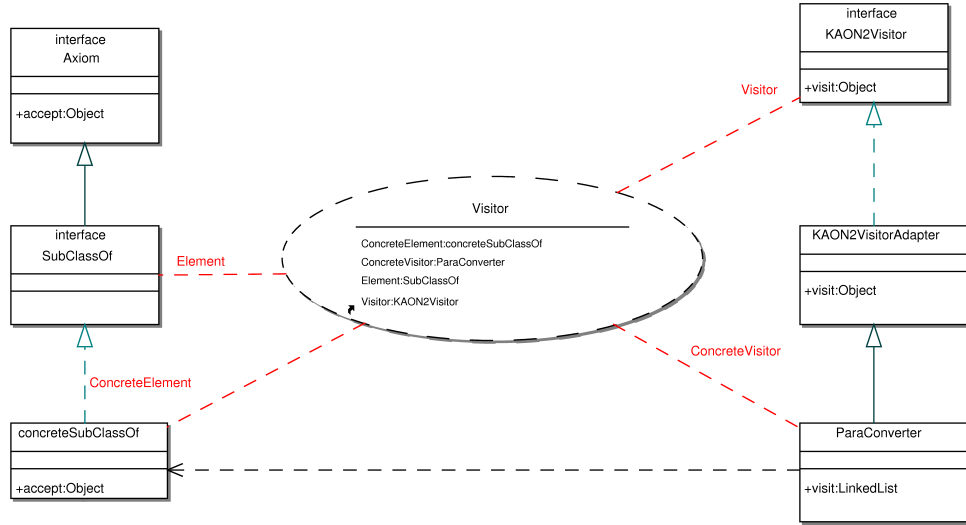 interface
Axiom
+accept:Object
interface
KAON2Visitor
+visit:Object
Visitor
Visitor
ConcreteElement:concreteSubClassOf
ConcreteVisitor:ParaConverter
Element:SubClassOf
Visitor:KAON2Visitor
interface
SubClassOf
Element
KAON2VisitorAdapter
+visit:Object
ConcreteElement
ConcreteVisitor
concreteSubClassOf
+accept:Object
ParaConverter
+visit:LinkedList